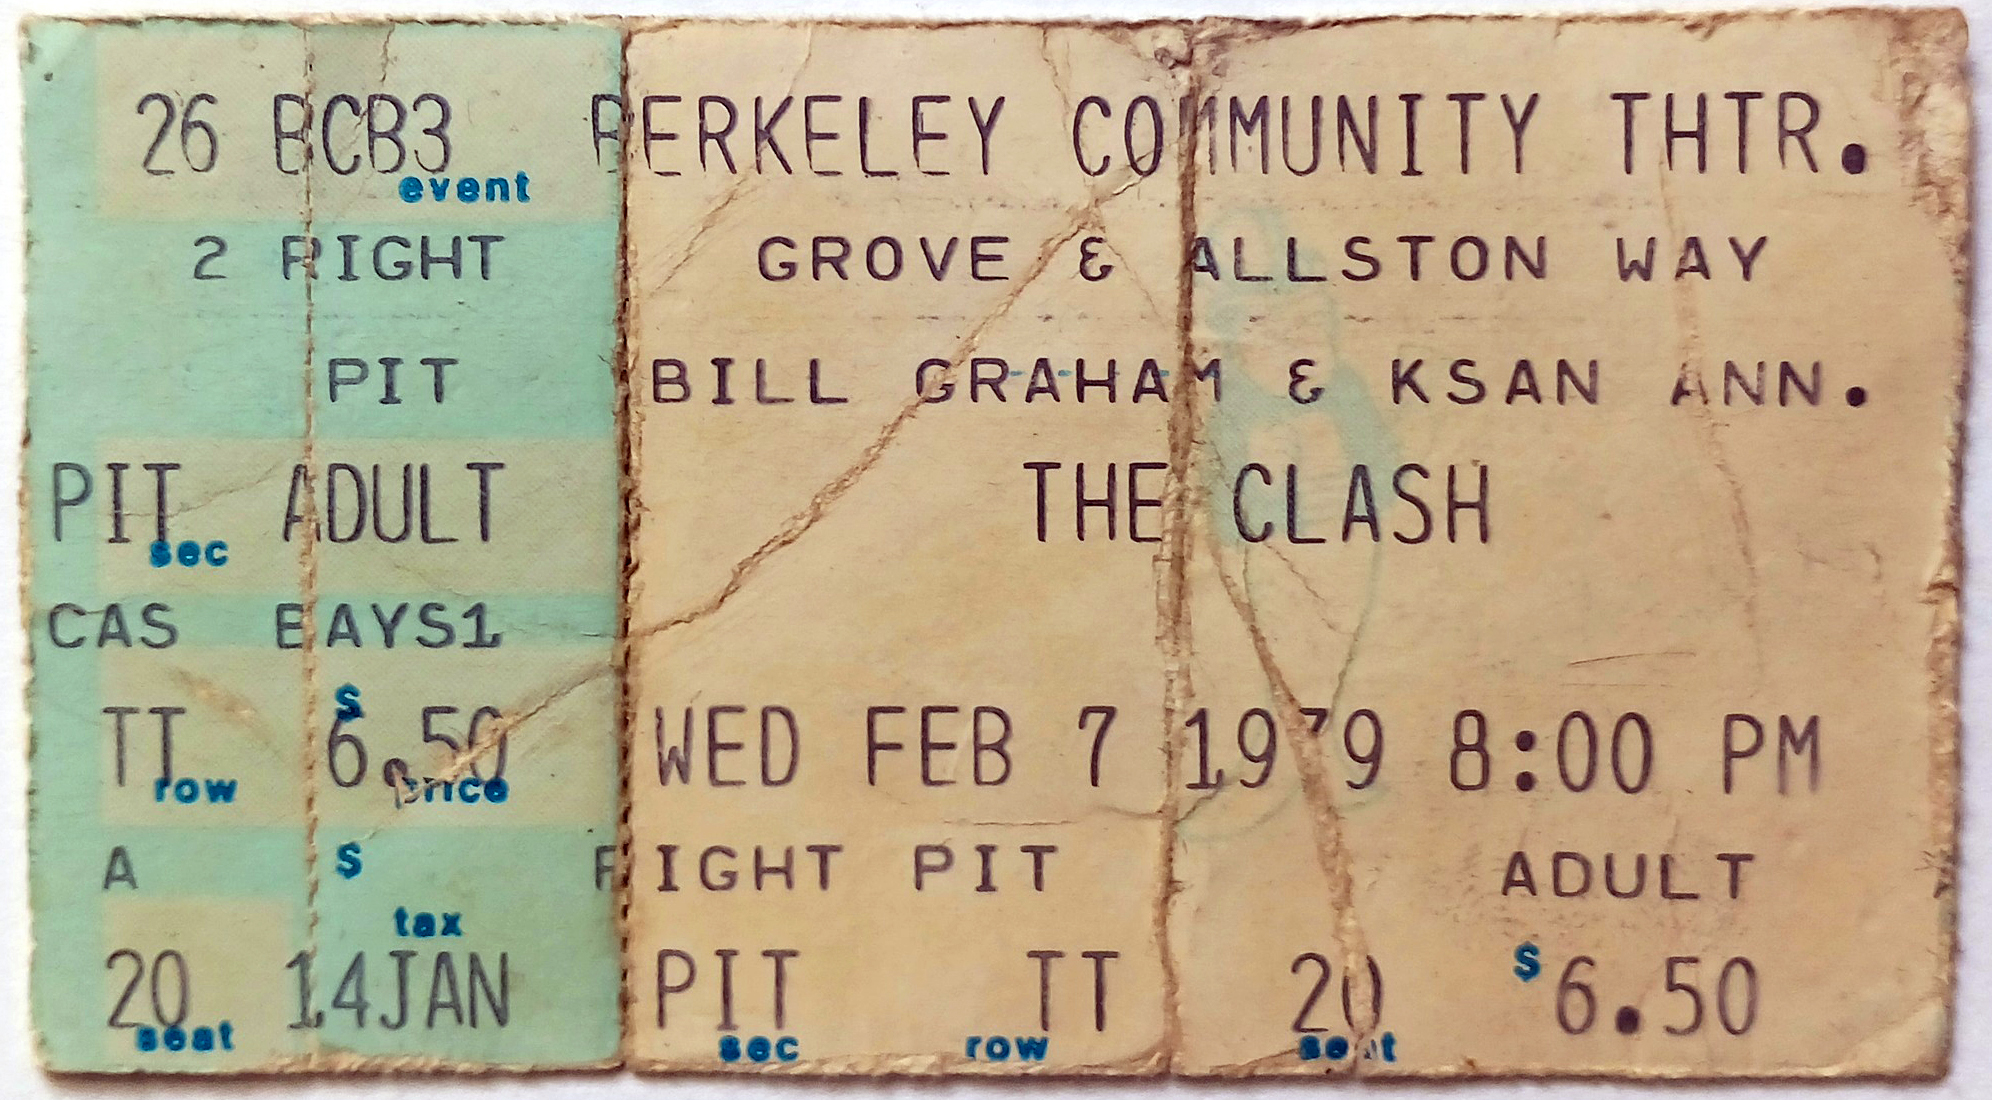 26 BCB3 BERKELEY COMMUNITY THTR.
event
2 RIGHT GROVE & ALLSTON WAY
PIT BILL GRAHAM & KSAN ANN.
PIT ADULT THE CLASH
sec
CAS BAYS1
$
TT 6.50 WED FEB 7 1979 8:00 PM
row price
A $ RIGHT PIT ADULT
tax
20 14JAN PIT TT 20 $6.50
seat sec row seat